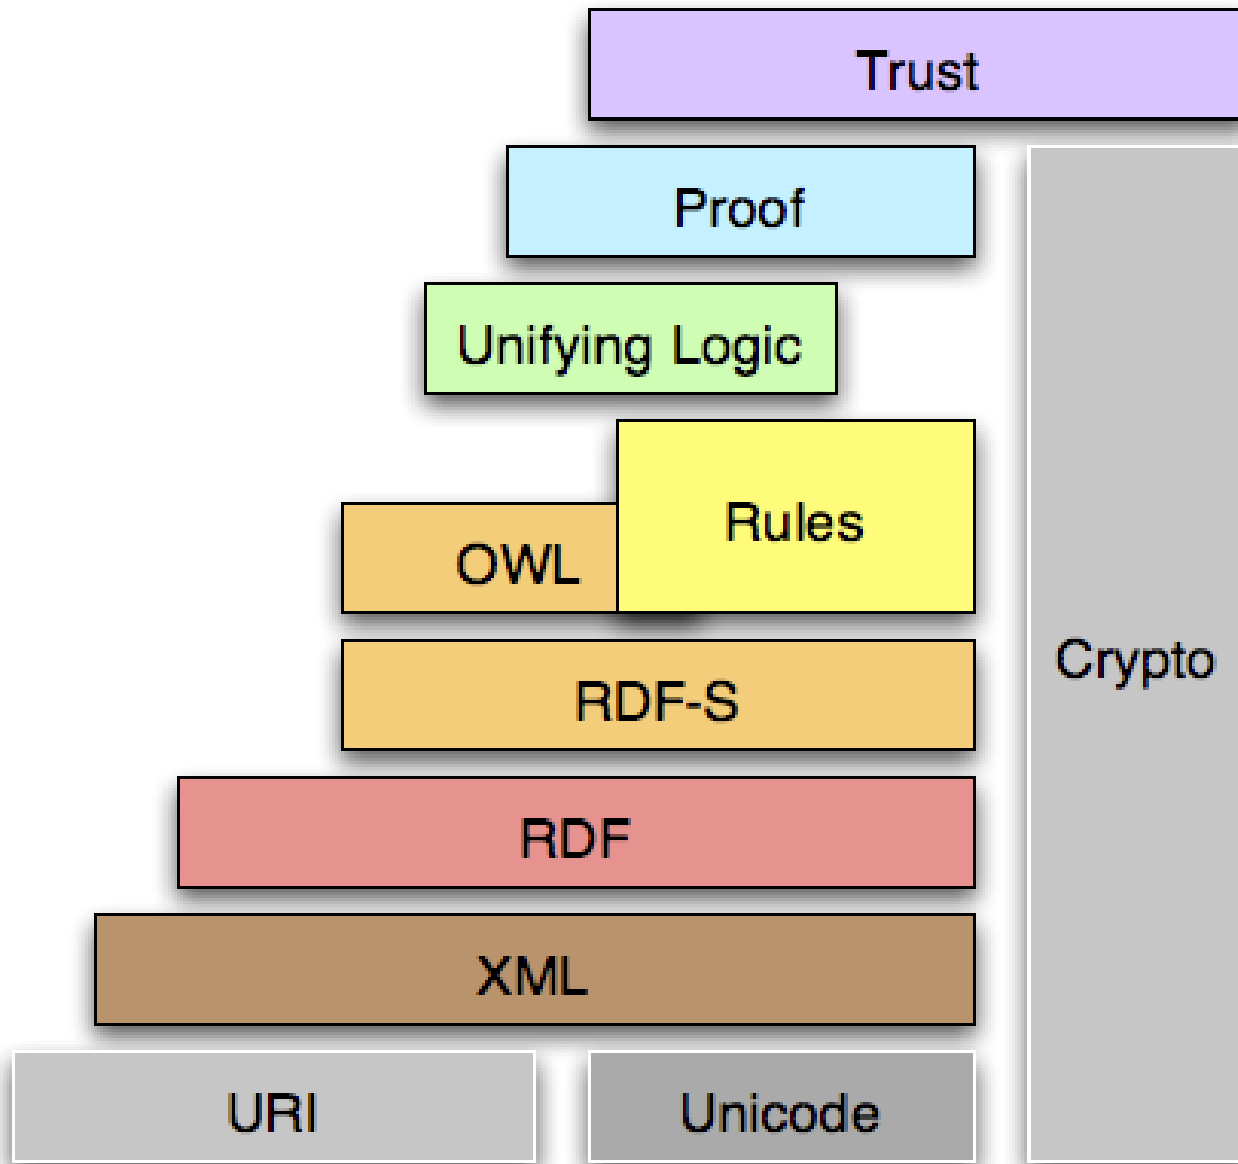 Trust
Proof
Unifying Logic
Rules
OWL
Crypto
RDF-S
RDF
XML
URI
Unicode